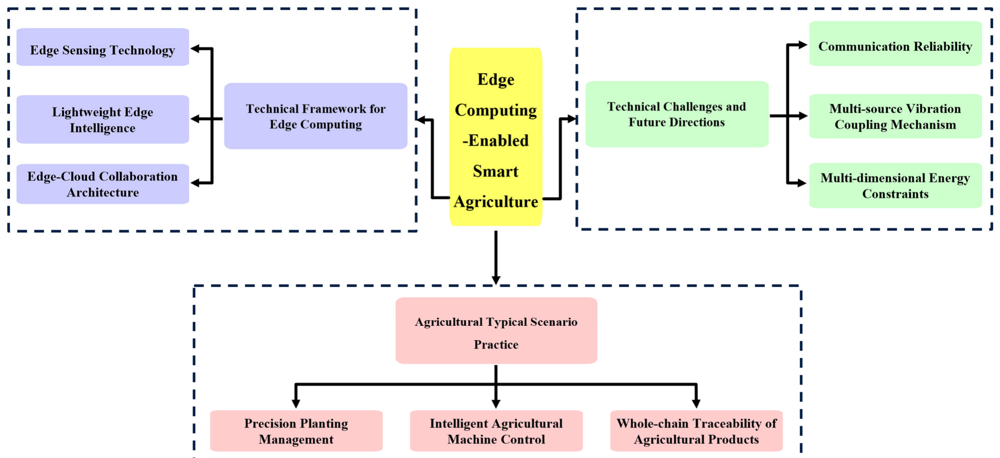 Edge Sensing Technology
Lightweight Edge
Intelligence
Edge-Cloud Collaboration
Architecture
Technical Framework for
Edge Computing
Edge
Computing
-Enabled
Smart
Agriculture
Technical Challenges and
Future Directions
Communication Reliability
Multi-source Vibration
Coupling Mechanism
Multi-dimensional Energy
Constraints
Agricultural Typical Scenario
Practice
Precision Planting
Management
Intelligent Agricultural
Machine Control
Whole-chain Traceability of
Agricultural Products